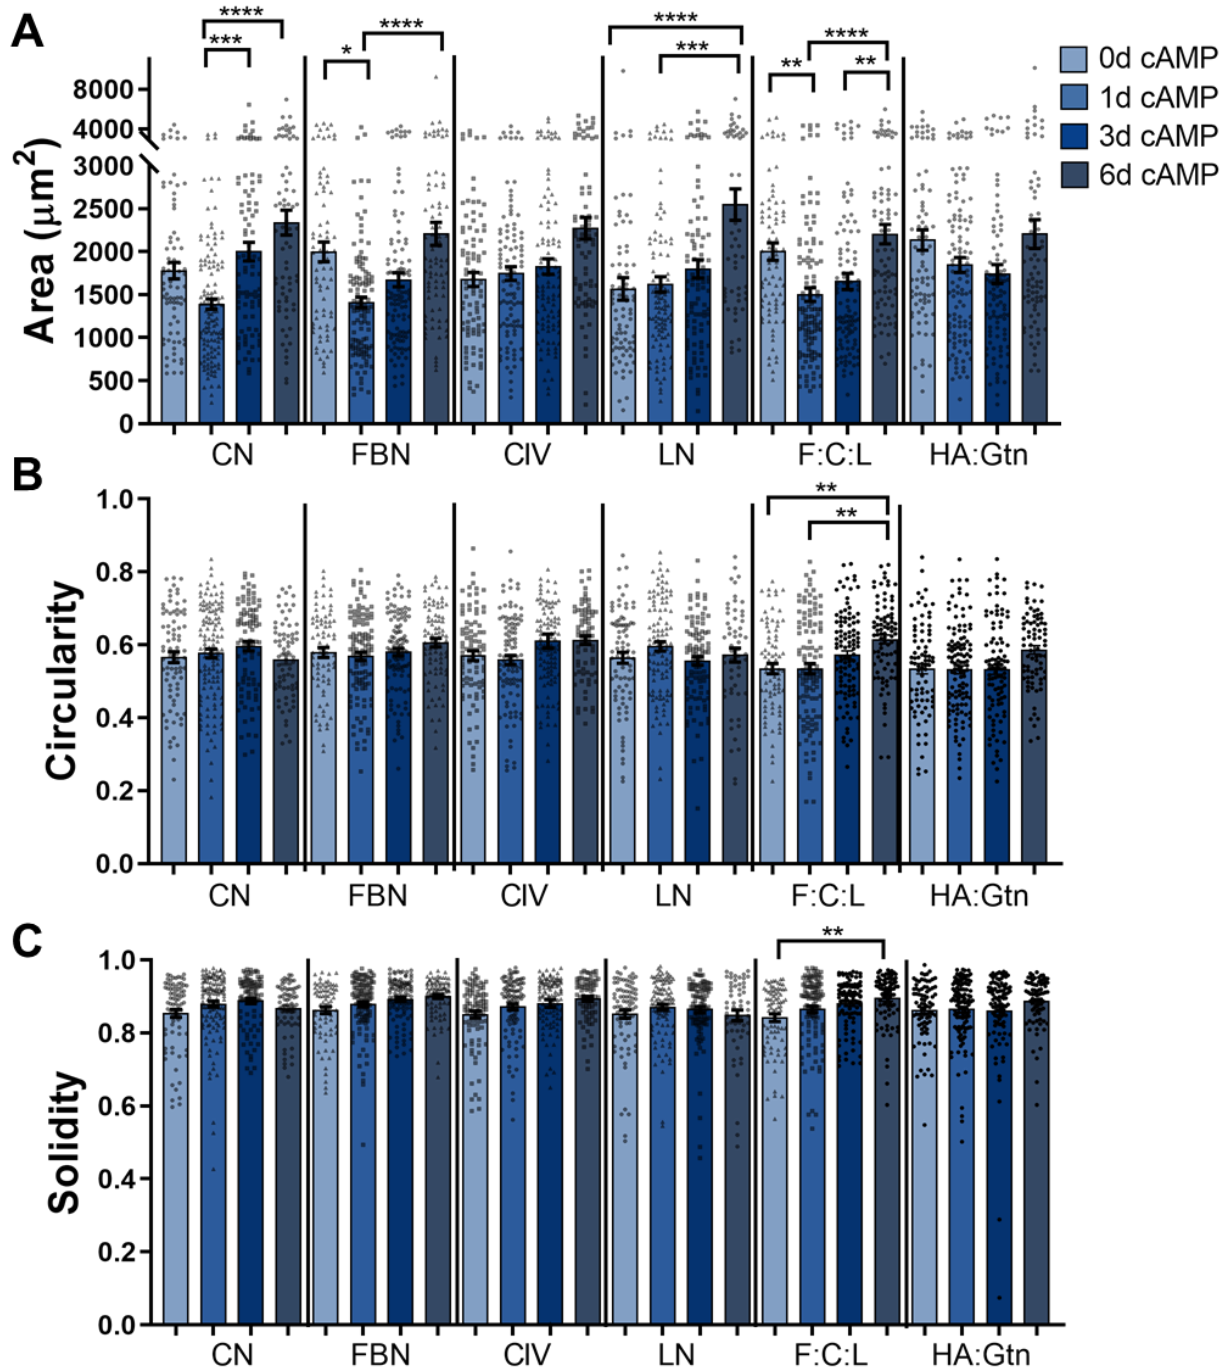 A
**** *** * **** **** *** ** **** **
0d cAMP
1d cAMP
3d cAMP
6d cAMP
Area (μm²)
8000
4000
3000
2500
2000
1500
1000
500
0
CN FBN CIV LN F:C:L HA:Gtn
B
** **
Circularity
1.0
0.8
0.6
0.4
0.2
0.0
CN FBN CIV LN F:C:L HA:Gtn
C
**
Solidity
1.0
0.8
0.6
0.4
0.2
0.0
CN FBN CIV LN F:C:L HA:Gtn